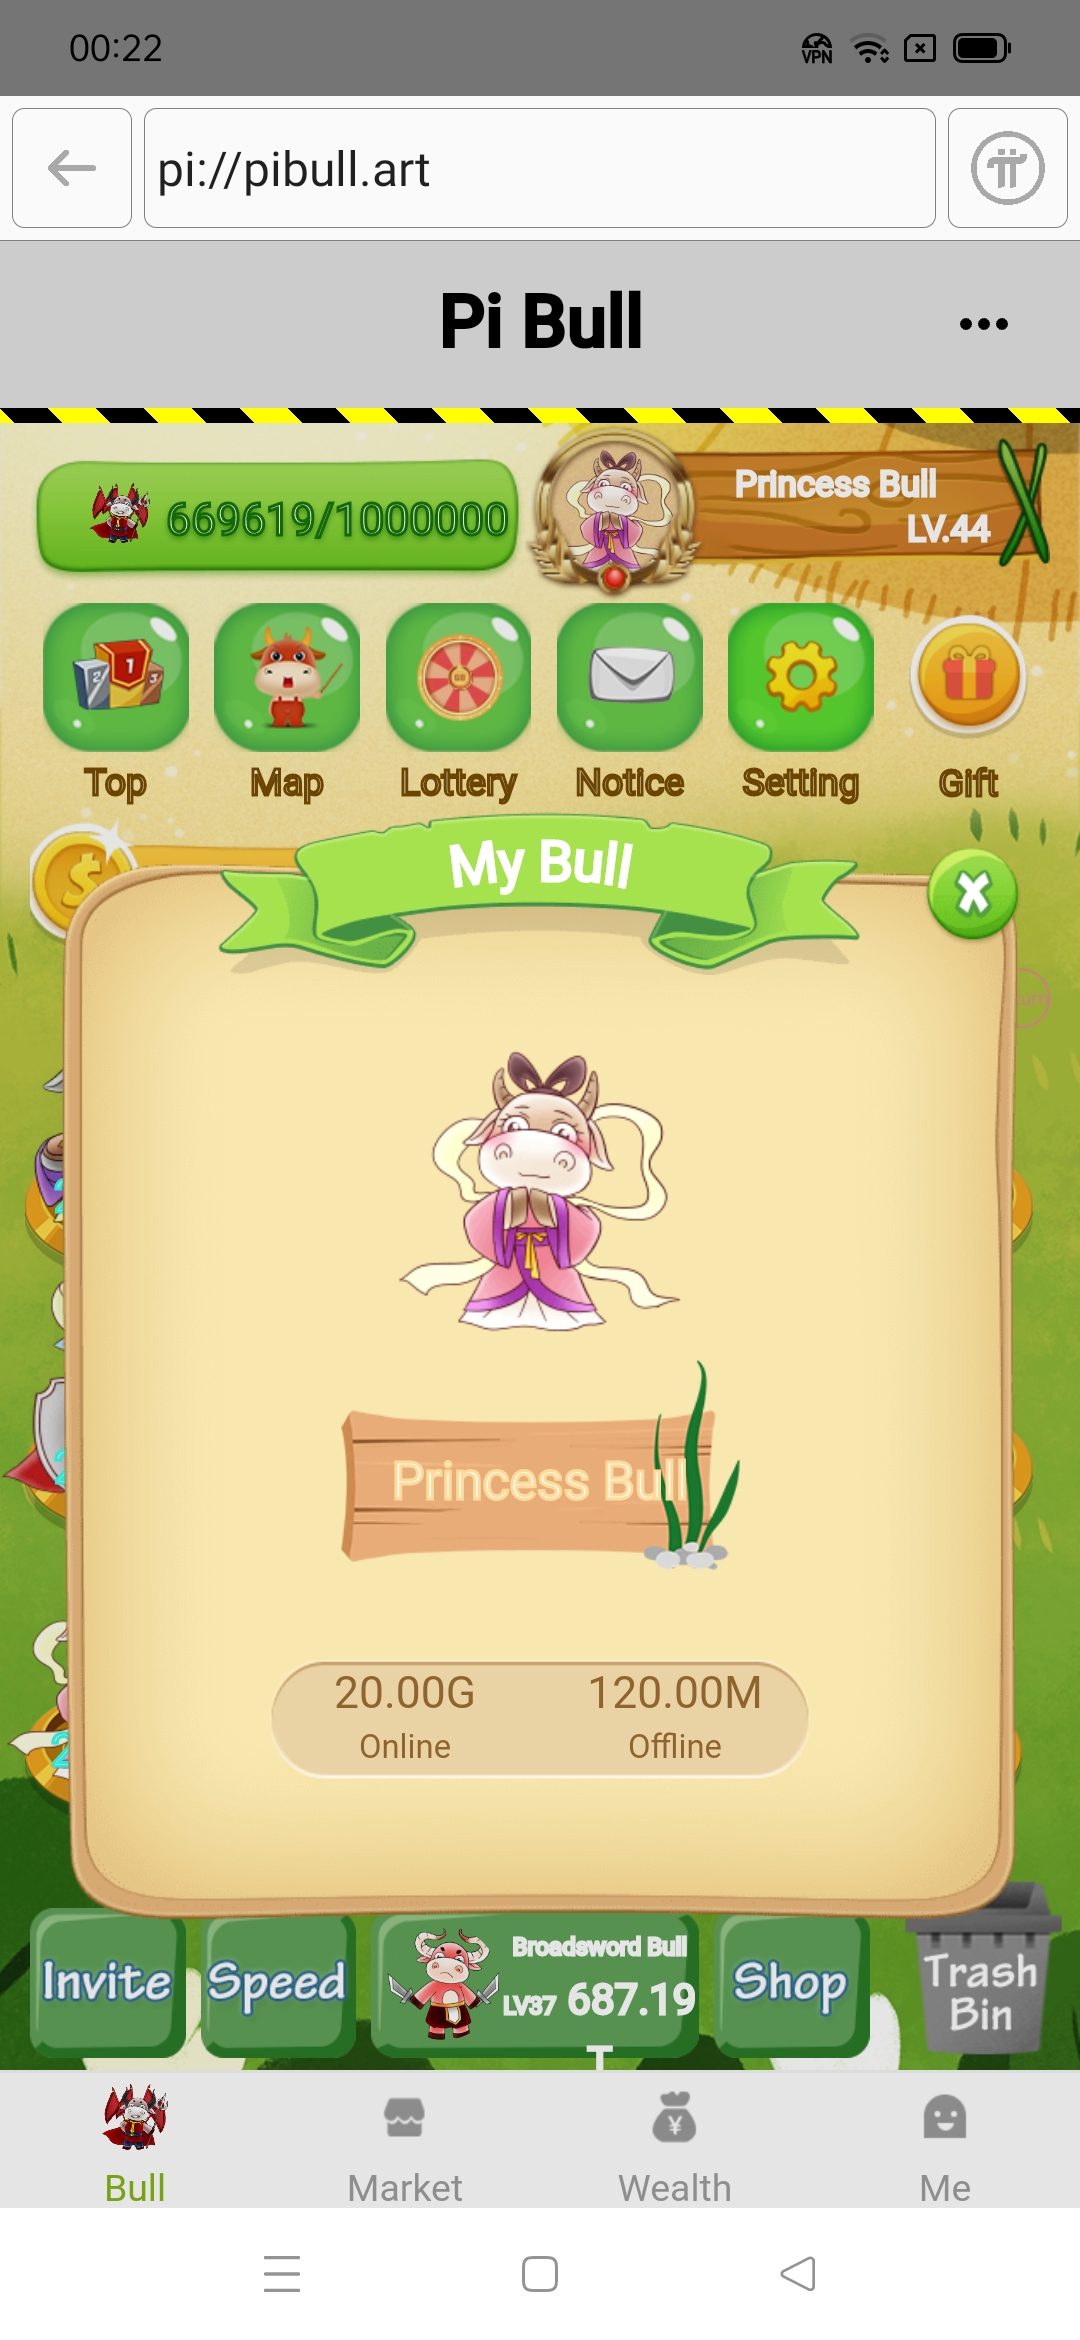 00:22
VPN
pi://pibull.art
Pi Bull
669619/1000000
Princess Bull
LV.44
Top
Map
Lottery
Notice
Setting
Gift
My Bull
Princess Bull
20.00G
120.00M
Online
Offline
Invite
Speed
Broadsword Bull
LV37 687.19
T
Shop
Trash
Bin
Bull
Market
Wealth
Me